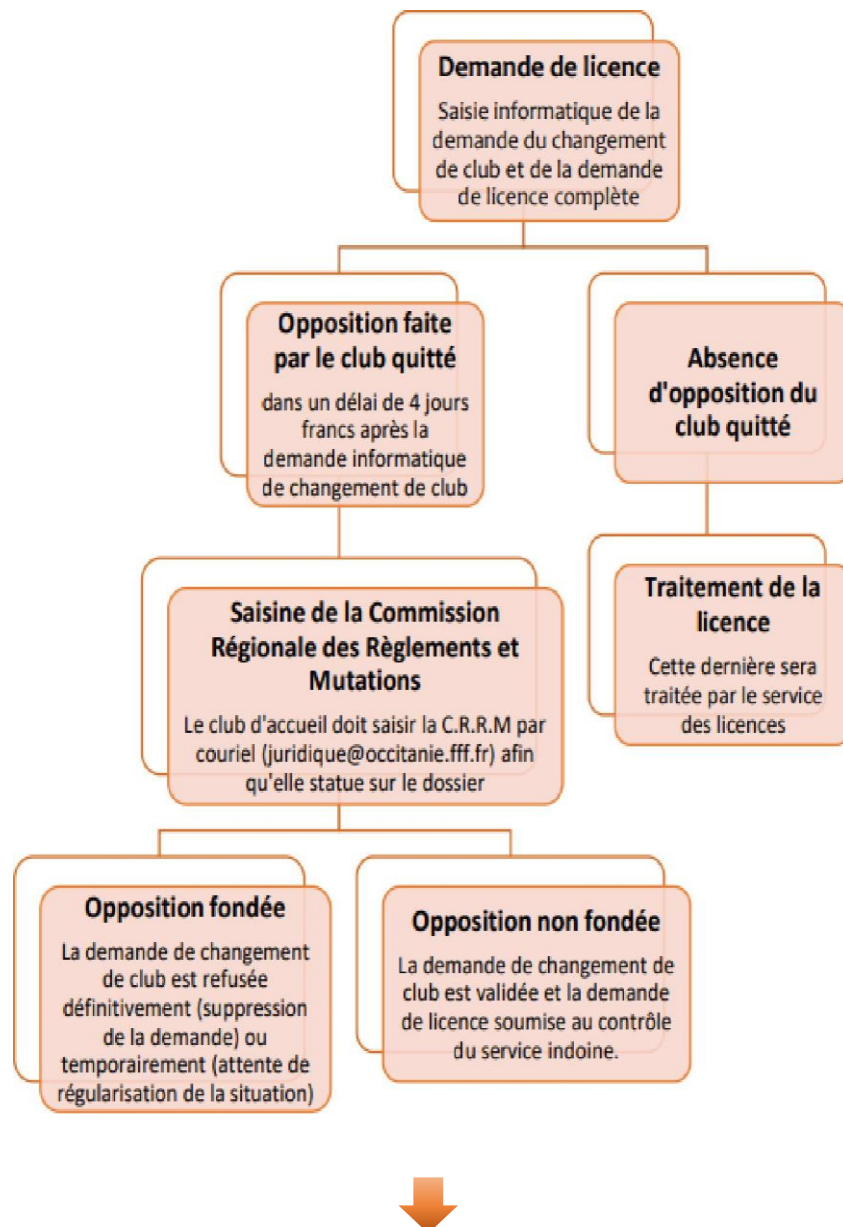 Demande de licence
Saisie informatique de la
demande du changement
de club et de la demande
de licence complète
Opposition faite
par le club quitté
dans un délai de 4 jours
francs après la
demande informatique
de changement de club
Absence
d'opposition du
club quitté
Saisine de la Commission
Régionale des Règlements et
Mutations
Le club d'accueil doit saisir la C.R.R.M par
couriel (juridique@occitanie.fff.fr) afin
qu'elle statue sur le dossier
Traitement de la
licence
Cette dernière sera
traitée par le service
des licences
Opposition fondée
La demande de changement
de club est refusée
définitivement (suppression
de la demande) ou
temporairement (attente de
régularisation de la situation)
Opposition non fondée
La demande de changement de
club est validée et la demande
de licence soumise au contrôle
du service indoine.